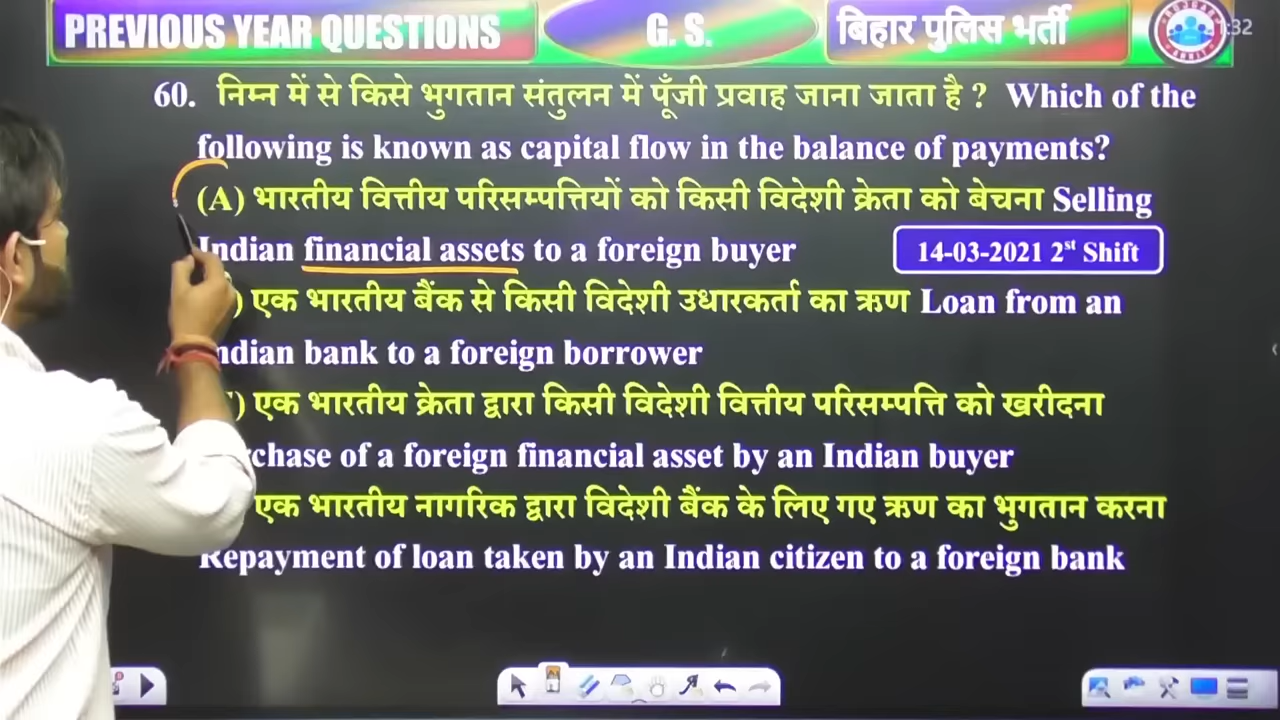 PREVIOUS YEAR QUESTIONS G. S. बिहार पुलिस भर्ती
:32
60. निम्न में से किसे भुगतान संतुलन में पूँजी प्रवाह जाना जाता है ? Which of the
following is known as capital flow in the balance of payments?
(A) भारतीय वित्तीय परिसम्पत्तियों को किसी विदेशी क्रेता को बेचना Selling
Indian financial assets to a foreign buyer 14-03-2021 2st Shift
) एक भारतीय बैंक से किसी विदेशी उधारकर्ता का ऋण Loan from an
ndian bank to a foreign borrower
) एक भारतीय क्रेता द्वारा किसी विदेशी वित्तीय परिसम्पत्ति को खरीदना
chase of a foreign financial asset by an Indian buyer
एक भारतीय नागरिक द्वारा विदेशी बैंक के लिए गए ऋण का भुगतान करना
Repayment of loan taken by an Indian citizen to a foreign bank